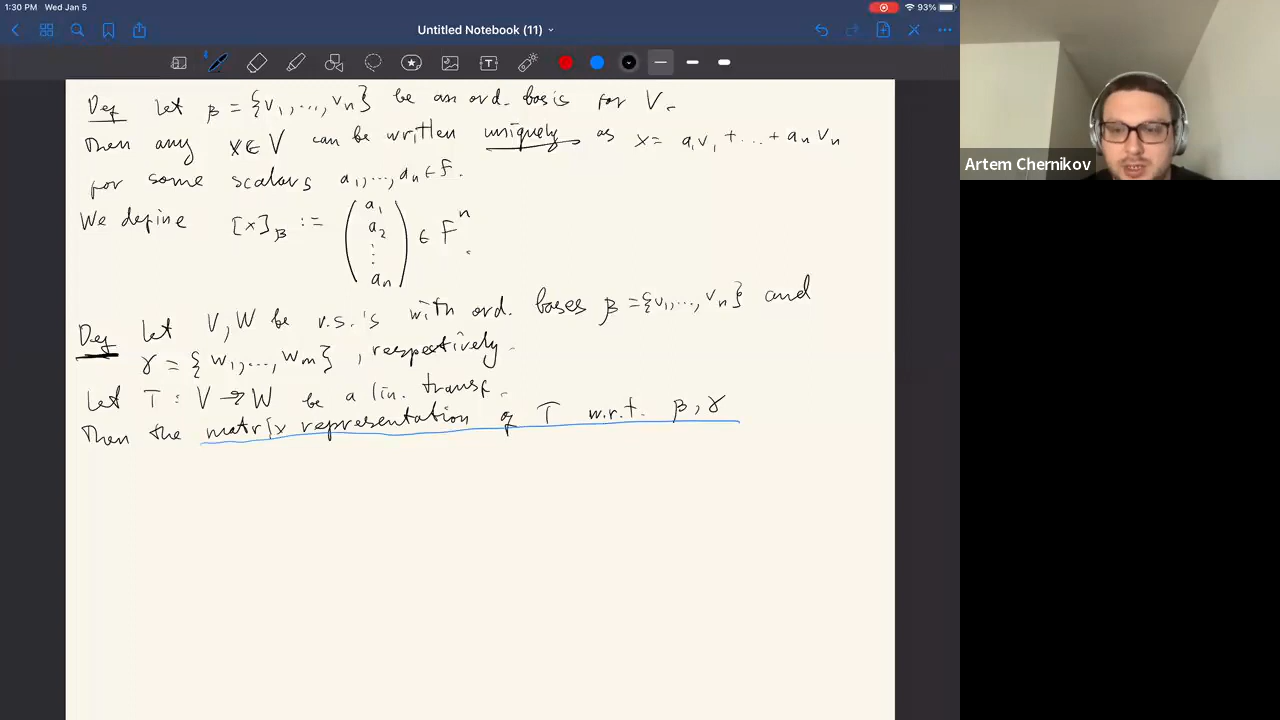 1:30 PM Wed Jan 5
93%
Untitled Notebook (11)
Def Let β = {v₁,...,vₙ} be an ord. basis for V.
Then any x ∈ V can be written uniquely as x = a₁v₁ + ... + aₙvₙ
for some scalars a₁,...,aₙ ∈ F.
We define [x]_β := (a₁ a₂ ⋮ aₙ) ∈ Fⁿ.
Def Let V, W be v.s.'s with ord. bases β = {v₁,...,vₙ} and
γ = {w₁,...,wₘ}, respectively.
Let T : V → W be a lin. transf.
Then the matrix representation of T w.r.t. β, γ
Artem Chernikov